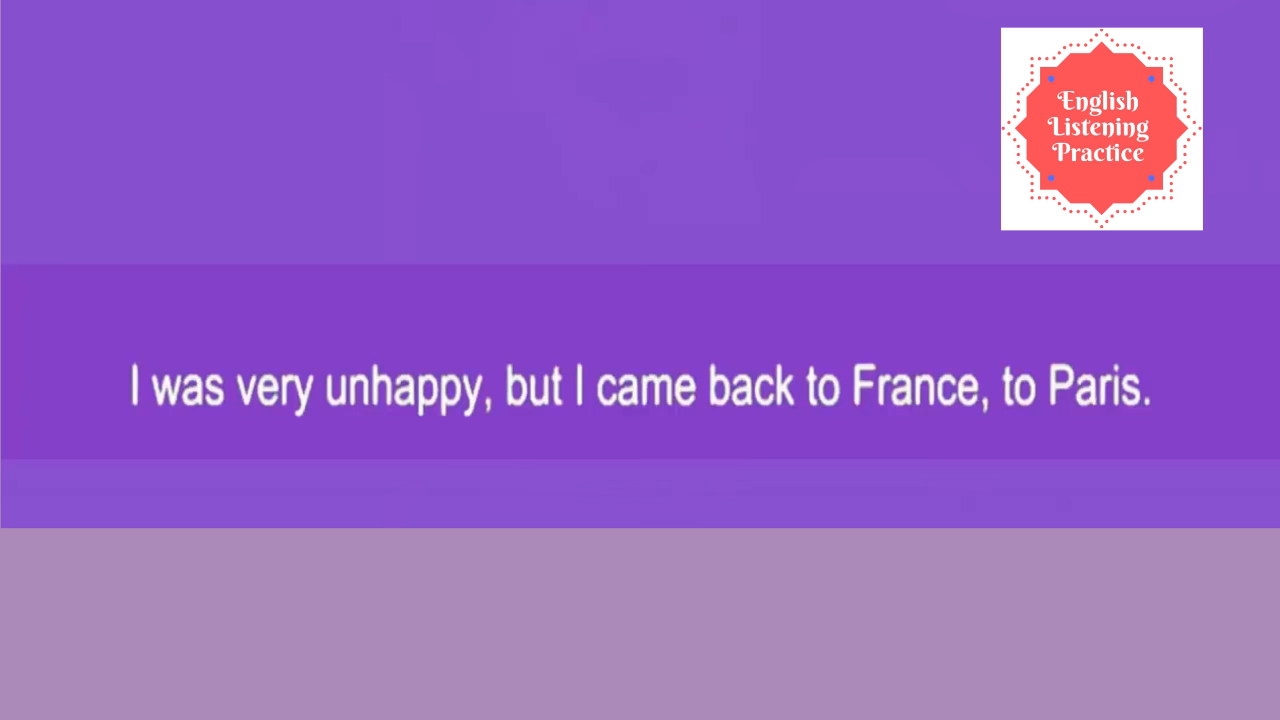 English
Listening
Practice
I was very unhappy, but I came back to France, to Paris.